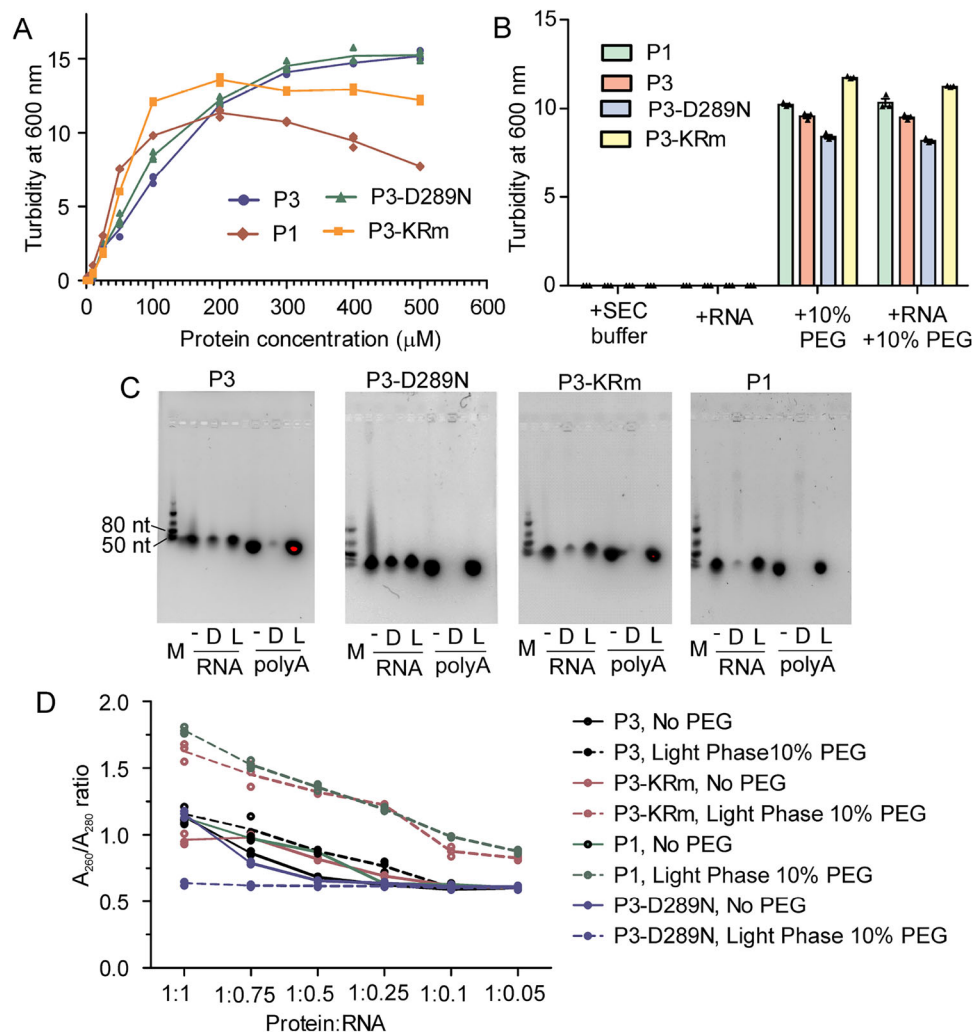 A
Turbidity at 600 nm
15
10
5
0
0 100 200 300 400 500 600
Protein concentration (μM)
P3
P1
P3-D289N
P3-KRm
B
Turbidity at 600 nm
15
10
5
0
P1
P3
P3-D289N
P3-KRm
+SEC
buffer
+RNA
+10%
PEG
+RNA
+10% PEG
C
P3
P3-D289N
P3-KRm
P1
80 nt
50 nt
M - D L - D L
RNA polyA
M - D L - D L
RNA polyA
M - D L - D L
RNA polyA
M - D L - D L
RNA polyA
D
A260/A280 ratio
2.0
1.5
1.0
0.5
0.0
1:1 1:0.75 1:0.5 1:0.25 1:0.1 1:0.05
Protein:RNA
P3, No PEG
P3, Light Phase10% PEG
P3-KRm, No PEG
P3-KRm, Light Phase 10% PEG
P1, No PEG
P1, Light Phase 10% PEG
P3-D289N, No PEG
P3-D289N, Light Phase 10% PEG